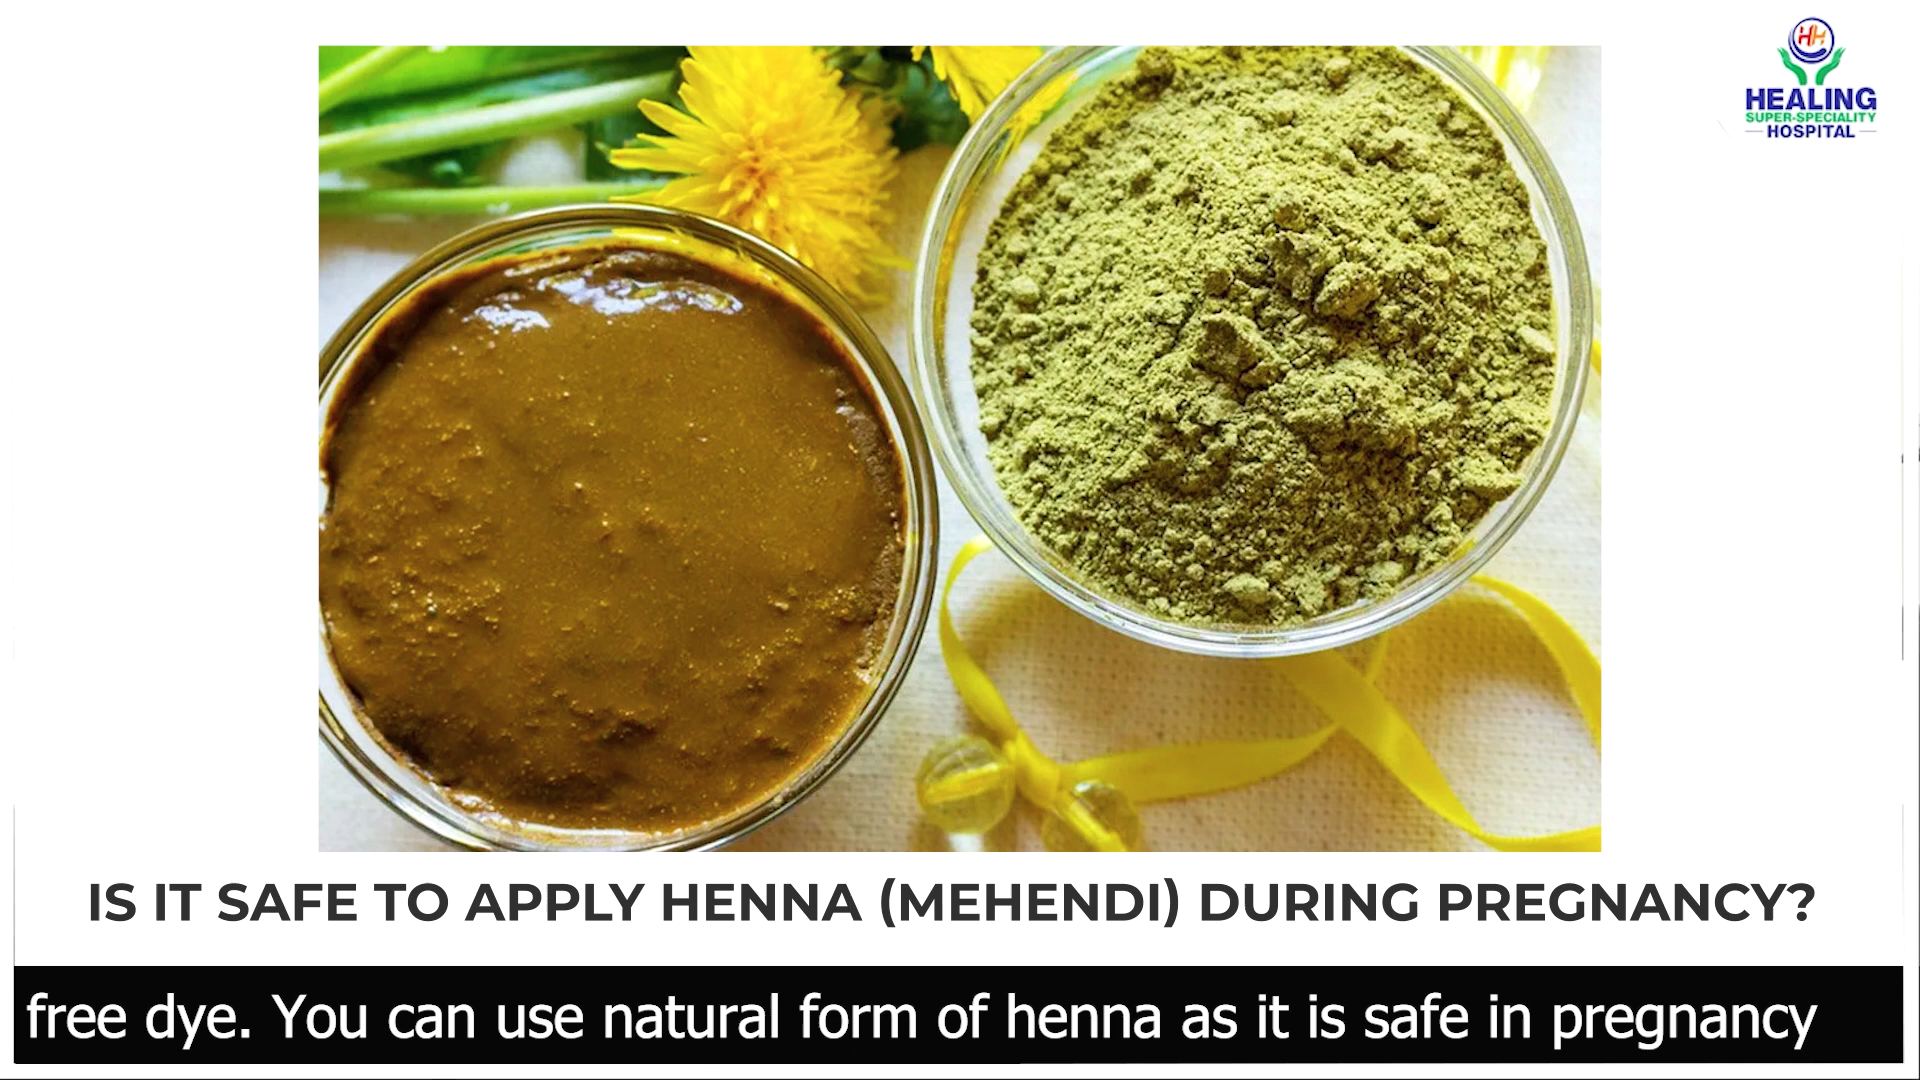 HH
HEALING
SUPER-SPECIALITY
HOSPITAL
IS IT SAFE TO APPLY HENNA (MEHENDI) DURING PREGNANCY?
free dye. You can use natural form of henna as it is safe in pregnancy